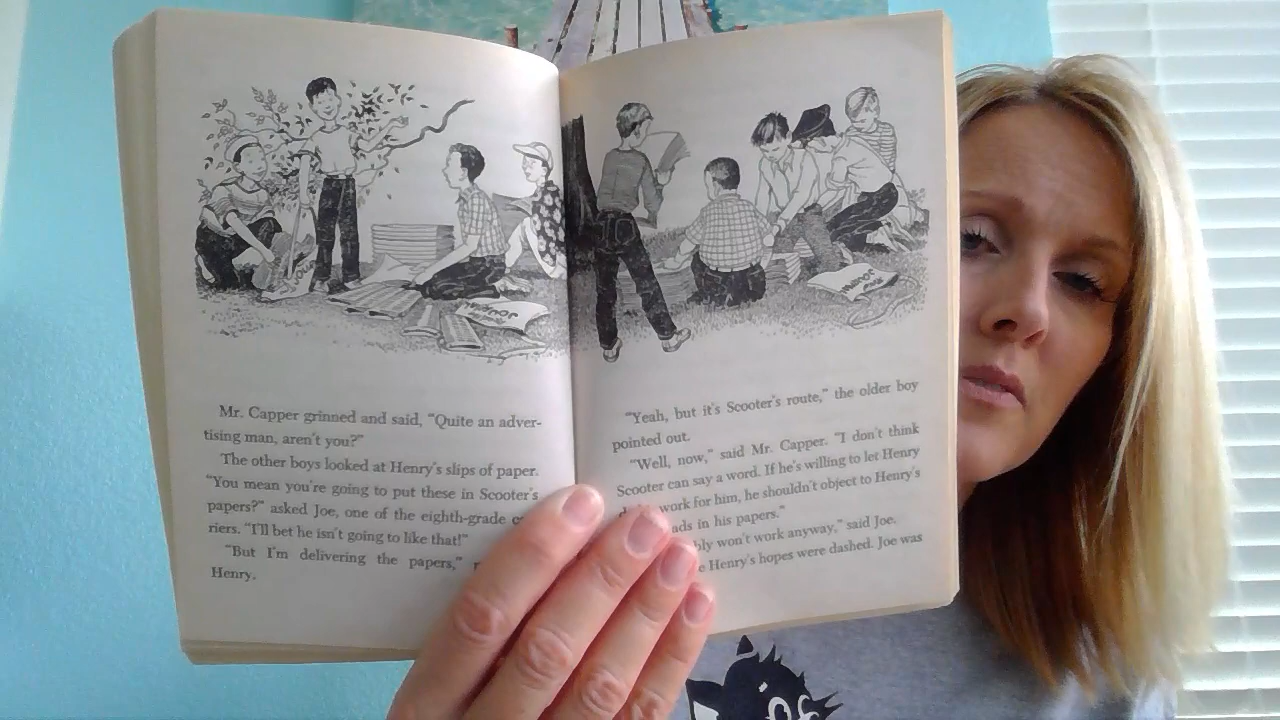 Mr. Capper grinned and said, "Quite an adver-
tising man, aren't you?"
The other boys looked at Henry's slips of paper.
"You mean you're going to put these in Scooter's
papers?" asked Joe, one of the eighth-grade
riers. "I'll bet he isn't going to like that!"
"But I'm delivering the papers,"
Henry.
"Yeah, but it's Scooter's route," the older boy
pointed out.
"Well, now," said Mr. Capper. "I don't think
Scooter can say a word. If he's willing to let Henry
work for him, he shouldn't object to Henry's
ads in his papers."
won't work anyway," said Joe.
Henry's hopes were dashed. Joe was